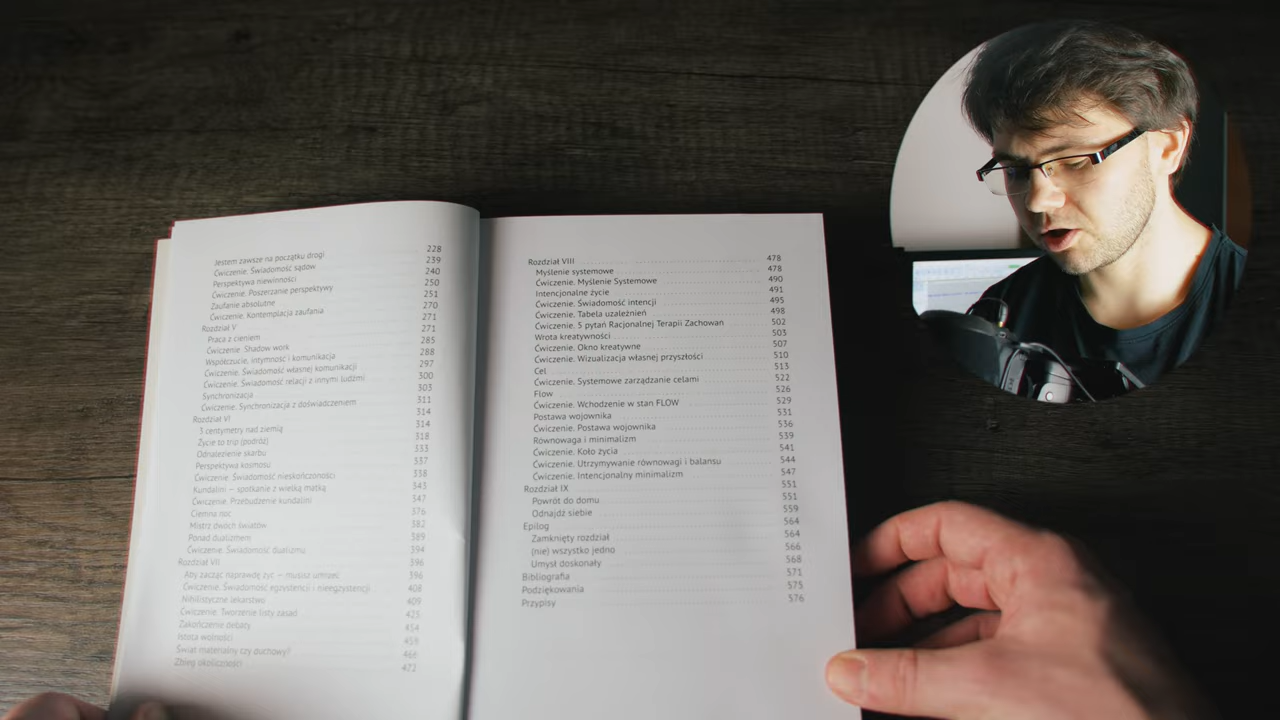 Jestem zawsze na początku drogi 228
Ćwiczenie. Świadomość sądów 239
Perspektywa niewinności 240
Ćwiczenie. Poszerzanie perspektywy 250
Zaufanie absolutne 251
Ćwiczenie. Kontemplacja zaufania 270
Rozdział V 271
Praca z cieniem 271
Ćwiczenie. Shadow work 285
Współczucie, intymność i komunikacja 288
Ćwiczenie. Świadomość własnej komunikacji 297
Ćwiczenie. Świadomość relacji z innymi ludźmi 300
Synchronizacja 303
Ćwiczenie. Synchronizacja z doświadczeniem 311
Rozdział VI 314
3 centymetry nad ziemią 314
Życie to trip (podróż) 318
Odnalezienie skarbu 333
Perspektywa kosmosu 337
Ćwiczenie. Świadomość nieskończoności 338
Kundalini — spotkanie z wielką matką 343
Ćwiczenie. Przebudzenie kundalini 347
Ciemna noc 376
Mistrz dwóch światów 382
Ponad dualizmem 389
Ćwiczenie. Świadomość dualizmu 394
Rozdział VII 396
Aby zacząć naprawdę żyć — musisz umrzeć 396
Ćwiczenie. Świadomość egzystencji i nieegzystencji 408
Nihilistyczne lekarstwo 409
Ćwiczenie. Tworzenie listy zasad 425
Zakończenie debaty 454
Istota wolności 459
Świat materialny czy duchowy? 466
Zbieg okoliczności 472
Rozdział VIII 478
Myślenie systemowe 478
Ćwiczenie. Myślenie Systemowe 490
Intencjonalne życie 491
Ćwiczenie. Świadomość intencji 495
Ćwiczenie. Tabela uzależnień 498
Ćwiczenie. 5 pytań Racjonalnej Terapii Zachowań 502
Wrota kreatywności 503
Ćwiczenie. Okno kreatywne 507
Ćwiczenie. Wizualizacja własnej przyszłości 510
Cel 513
Ćwiczenie. Systemowe zarządzanie celami 522
Flow 526
Ćwiczenie. Wchodzenie w stan FLOW 529
Postawa wojownika 531
Ćwiczenie. Postawa wojownika 536
Równowaga i minimalizm 539
Ćwiczenie. Koło życia 541
Ćwiczenie. Utrzymywanie równowagi i balansu 544
Ćwiczenie. Intencjonalny minimalizm 547
Rozdział IX 551
Powrót do domu 551
Odnajdź siebie 559
Epilog 564
Zamknięty rozdział 564
(nie) wszystko jedno 566
Umysł doskonały 568
Bibliografia 571
Podziękowania 575
Przypisy 576